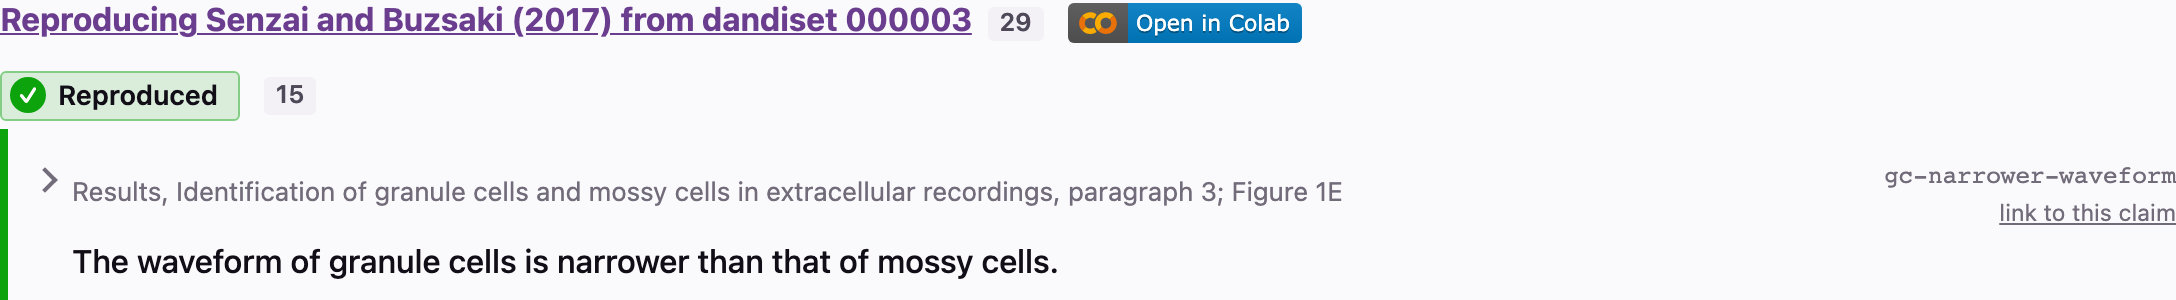 Reproducing Senzai and Buzsaki (2017) from dandiset 000003 29 Open in Colab
Reproduced 15
Results, Identification of granule cells and mossy cells in extracellular recordings, paragraph 3; Figure 1E
gc-narrower-waveform
link to this claim
The waveform of granule cells is narrower than that of mossy cells.